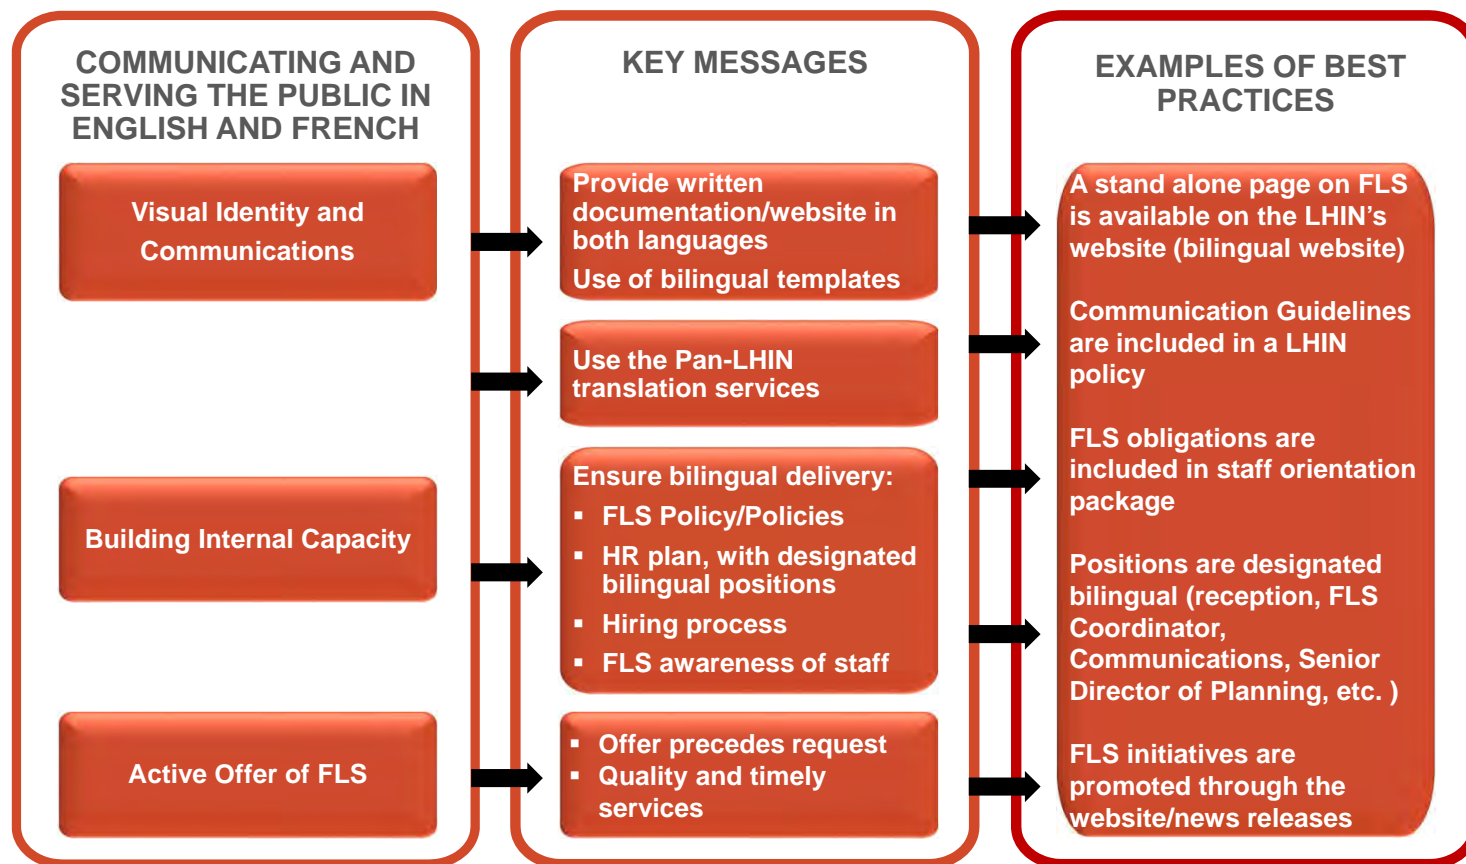 COMMUNICATING AND
SERVING THE PUBLIC IN
ENGLISH AND FRENCH
Visual Identity and
Communications
Building Internal Capacity
Active Offer of FLS
KEY MESSAGES
Provide written
documentation/website in
both languages
Use of bilingual templates
Use the Pan-LHIN
translation services
Ensure bilingual delivery:
▪ FLS Policy/Policies
▪ HR plan, with designated
bilingual positions
▪ Hiring process
▪ FLS awareness of staff
▪ Offer precedes request
▪ Quality and timely
services
EXAMPLES OF BEST
PRACTICES
A stand alone page on FLS
is available on the LHIN’s
website (bilingual website)
Communication Guidelines
are included in a LHIN
policy
FLS obligations are
included in staff orientation
package
Positions are designated
bilingual (reception, FLS
Coordinator,
Communications, Senior
Director of Planning, etc. )
FLS initiatives are
promoted through the
website/news releases